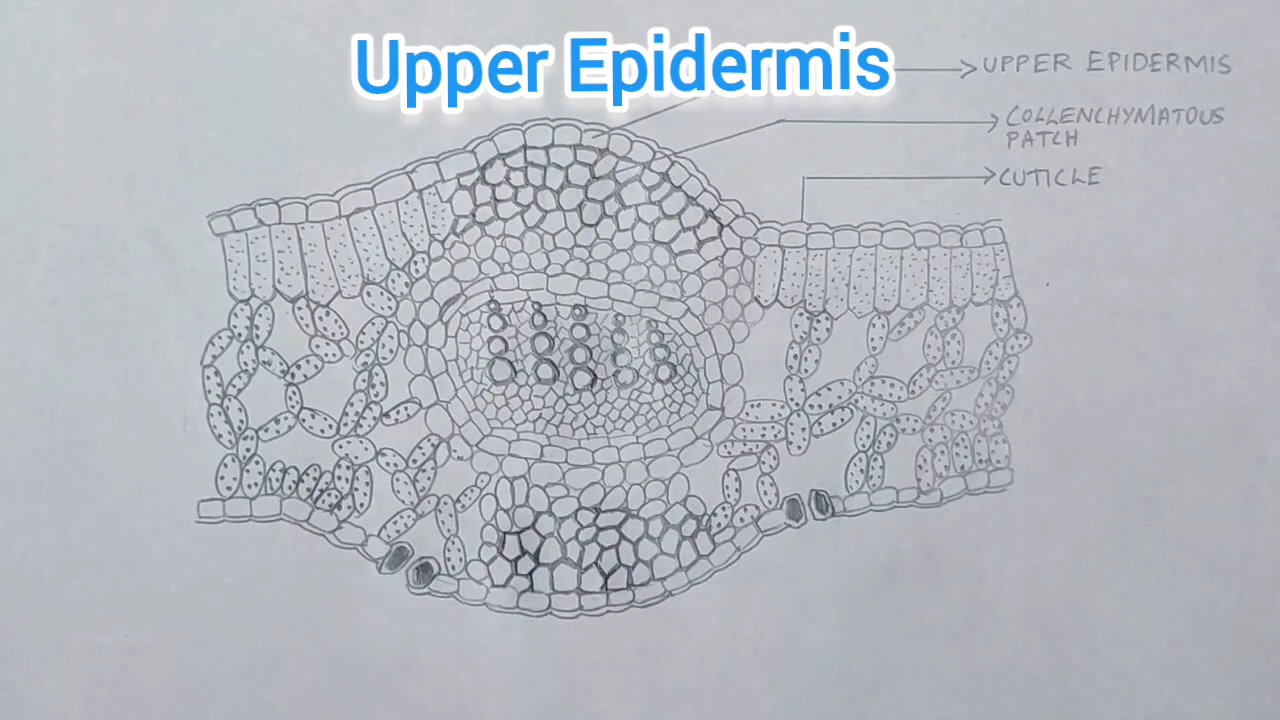 Upper Epidermis
UPPER EPIDERMIS
COLLENCHYMATOUS
PATCH
CUTICLE